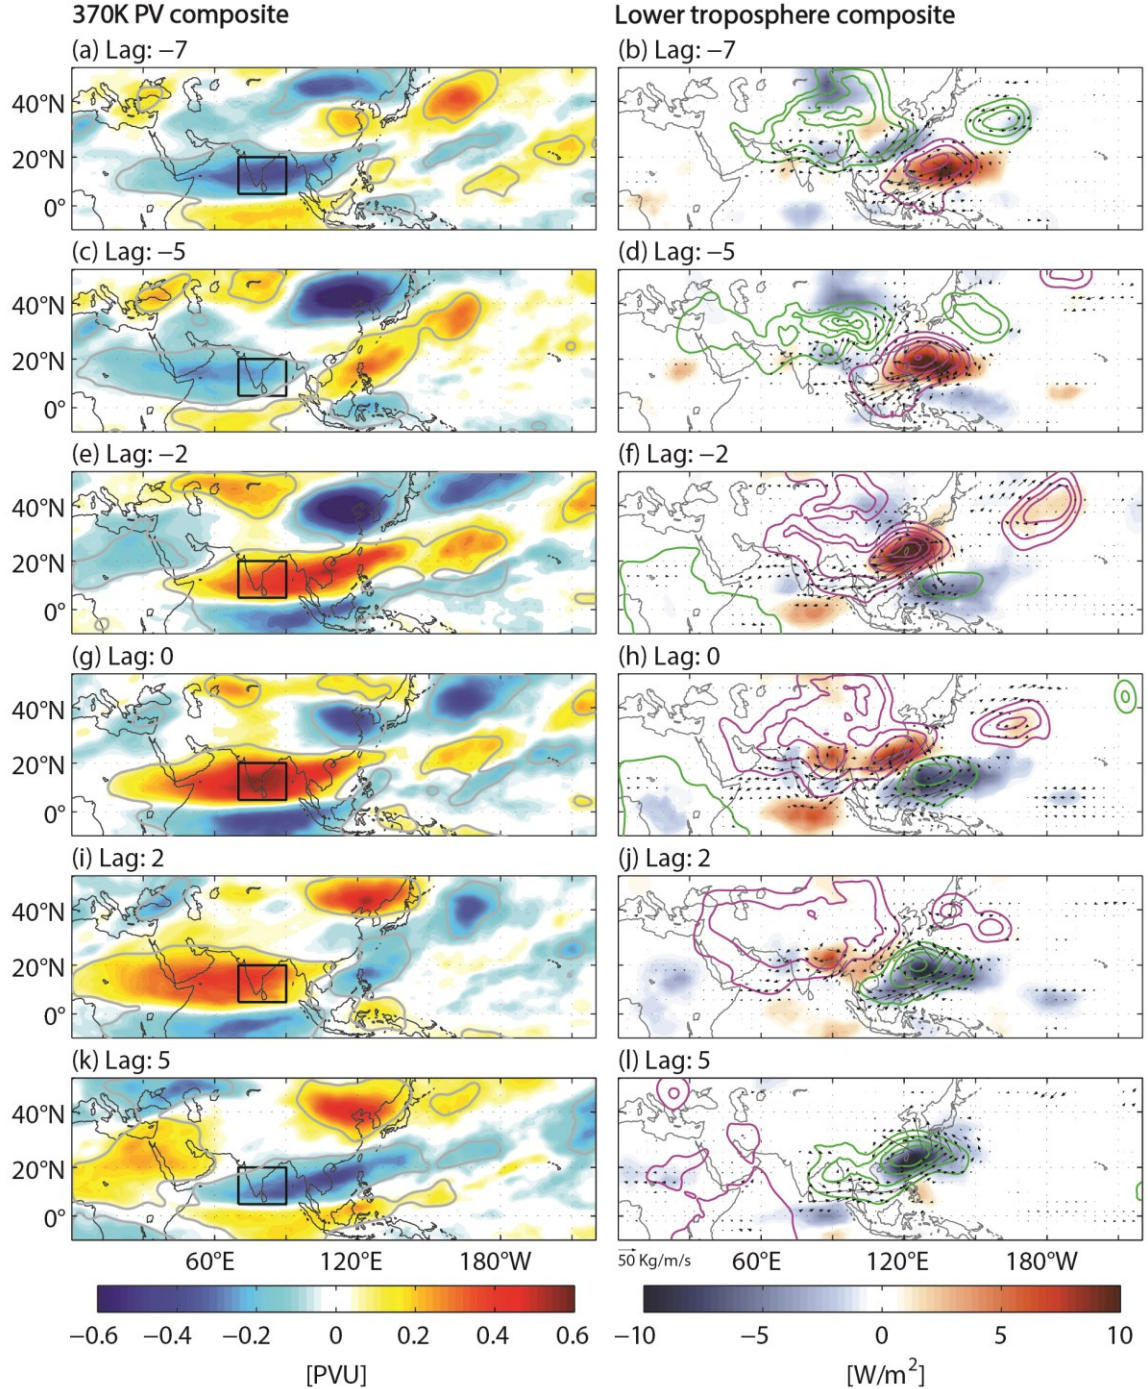 370K PV composite
Lower troposphere composite
(a) Lag: −7
(b) Lag: −7
40°N
20°N
0°
(c) Lag: −5
(d) Lag: −5
40°N
20°N
0°
(e) Lag: −2
(f) Lag: −2
40°N
20°N
0°
(g) Lag: 0
(h) Lag: 0
40°N
20°N
0°
(i) Lag: 2
(j) Lag: 2
40°N
20°N
0°
(k) Lag: 5
(l) Lag: 5
40°N
20°N
0°
60°E 120°E 180°W
50 Kg/m/s 60°E 120°E 180°W
−0.6 −0.4 −0.2 0 0.2 0.4 0.6
−10 −5 0 5 10
[PVU]
[W/m²]